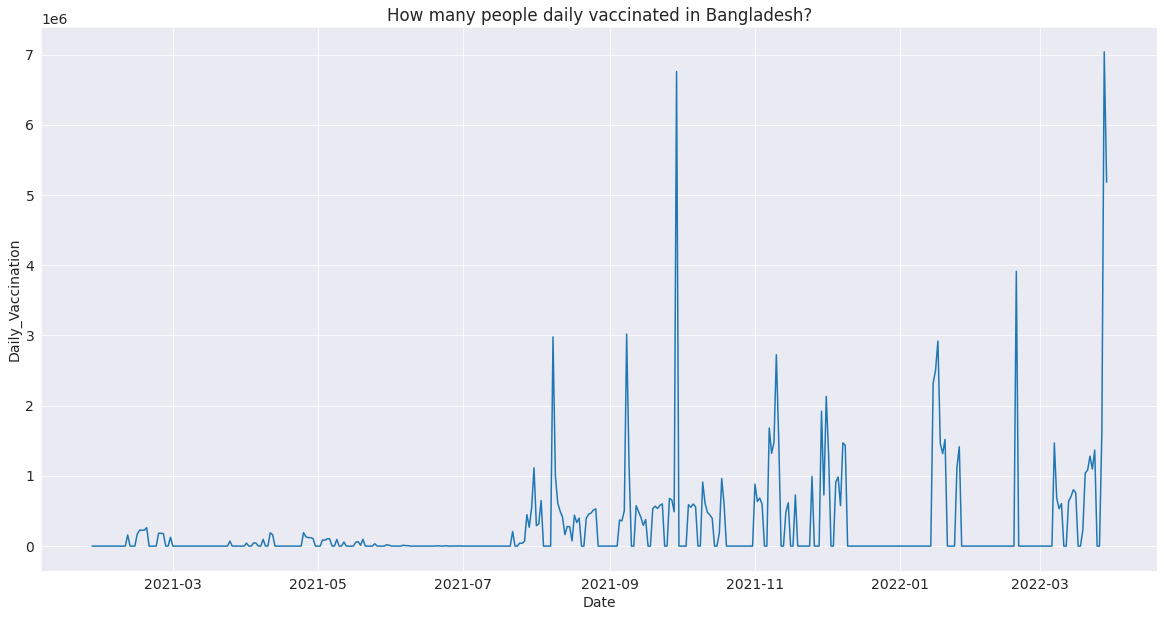 How many people daily vaccinated in Bangladesh?
1e6
7
6
5
4
3
2
1
0
Daily_Vaccination
2021-03 2021-05 2021-07 2021-09 2021-11 2022-01 2022-03
Date